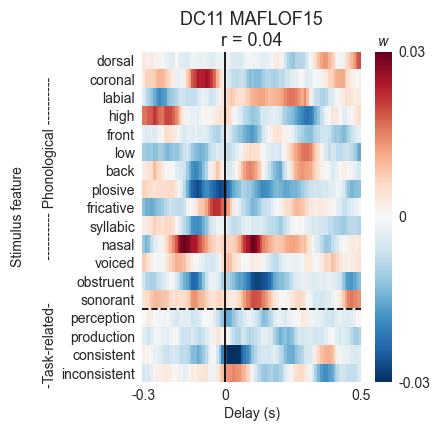 DC11 MAFLOF15
r = 0.04
w
dorsal
coronal
labial
high
front
low
back
plosive
fricative
syllabic
nasal
voiced
obstruent
sonorant
perception
production
consistent
inconsistent
Stimulus feature
-Task-related- ---------- Phonological ----------
0.03
0
-0.03
-0.3 0 0.5
Delay (s)